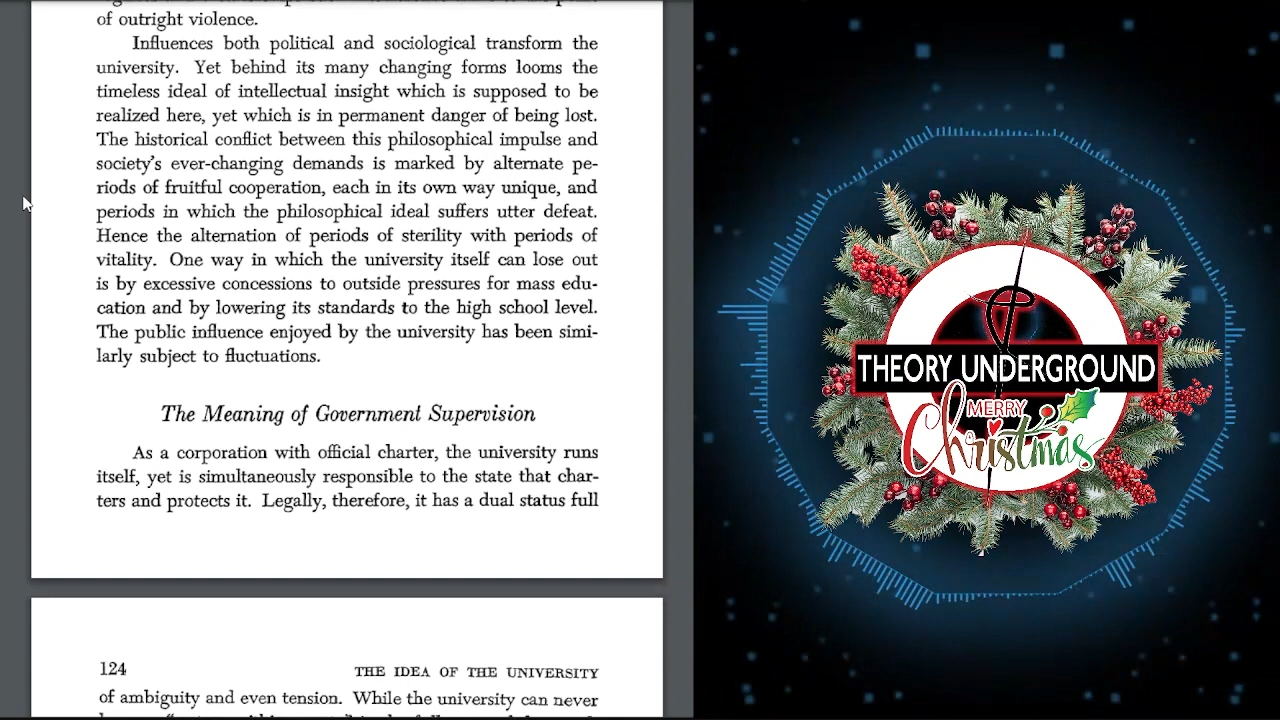 of outright violence.
Influences both political and sociological transform the
university. Yet behind its many changing forms looms the
timeless ideal of intellectual insight which is supposed to be
realized here, yet which is in permanent danger of being lost.
The historical conflict between this philosophical impulse and
society's ever-changing demands is marked by alternate pe-
riods of fruitful cooperation, each in its own way unique, and
periods in which the philosophical ideal suffers utter defeat.
Hence the alternation of periods of sterility with periods of
vitality. One way in which the university itself can lose out
is by excessive concessions to outside pressures for mass edu-
cation and by lowering its standards to the high school level.
The public influence enjoyed by the university has been simi-
larly subject to fluctuations.
The Meaning of Government Supervision
As a corporation with official charter, the university runs
itself, yet is simultaneously responsible to the state that char-
ters and protects it. Legally, therefore, it has a dual status full
124 THE IDEA OF THE UNIVERSITY
of ambiguity and even tension. While the university can never
THEORY UNDERGROUND
MERRY
Christmas